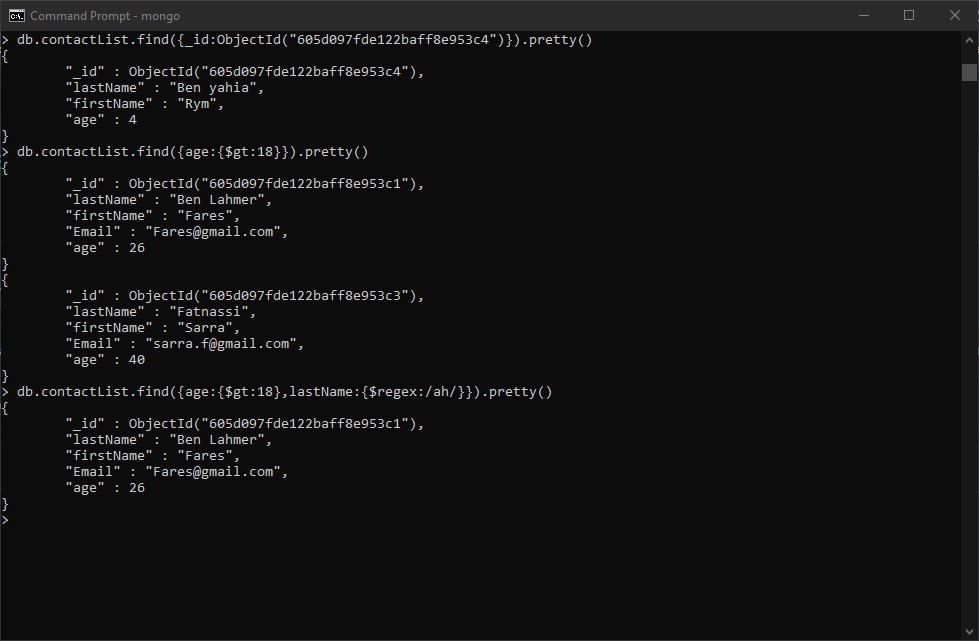 Command Prompt - mongo
> db.contactList.find({_id:ObjectId("605d097fde122baff8e953c4")}).pretty()
{
        "_id" : ObjectId("605d097fde122baff8e953c4"),
        "lastName" : "Ben yahia",
        "firstName" : "Rym",
        "age" : 4
}
> db.contactList.find({age:{$gt:18}}).pretty()
{
        "_id" : ObjectId("605d097fde122baff8e953c1"),
        "lastName" : "Ben Lahmer",
        "firstName" : "Fares",
        "Email" : "Fares@gmail.com",
        "age" : 26
}
{
        "_id" : ObjectId("605d097fde122baff8e953c3"),
        "lastName" : "Fatnassi",
        "firstName" : "Sarra",
        "Email" : "sarra.f@gmail.com",
        "age" : 40
}
> db.contactList.find({age:{$gt:18},lastName:{$regex:/ah/}}).pretty()
{
        "_id" : ObjectId("605d097fde122baff8e953c1"),
        "lastName" : "Ben Lahmer",
        "firstName" : "Fares",
        "Email" : "Fares@gmail.com",
        "age" : 26
}
>